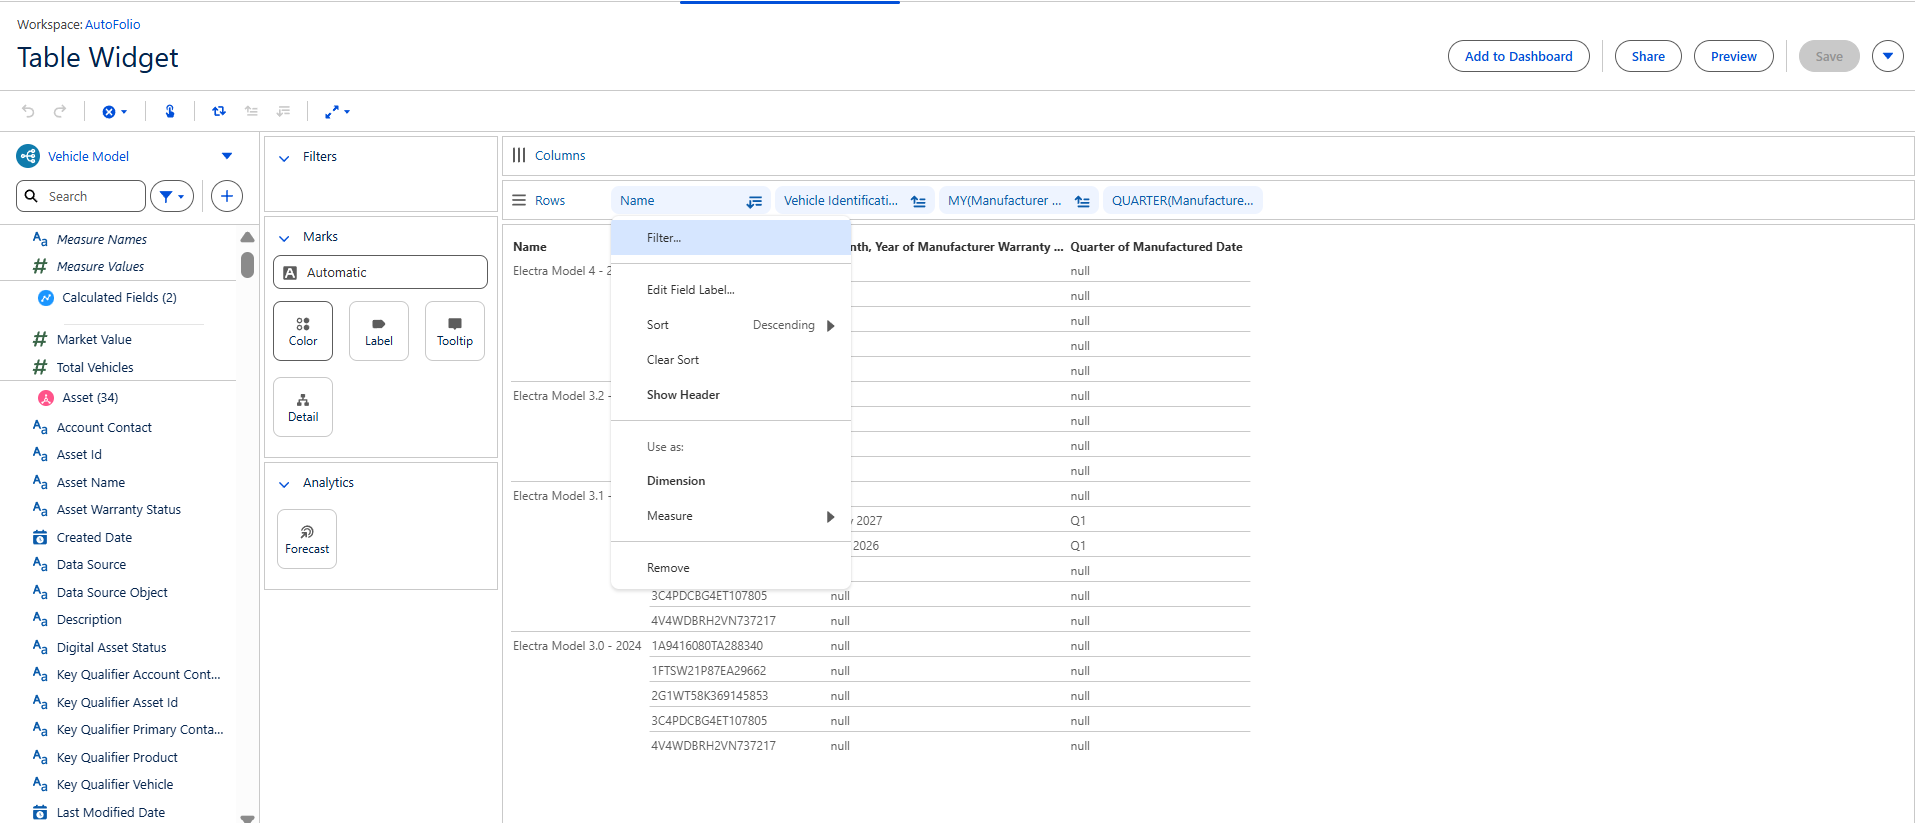 Workspace: AutoFolio
Table Widget
Add to Dashboard
Share
Preview
Save
Vehicle Model
Search
Measure Names
Measure Values
Calculated Fields (2)
Market Value
Total Vehicles
Asset (34)
Account Contact
Asset Id
Asset Name
Asset Warranty Status
Created Date
Data Source
Data Source Object
Description
Digital Asset Status
Key Qualifier Account Cont...
Key Qualifier Asset Id
Key Qualifier Primary Conta...
Key Qualifier Product
Key Qualifier Vehicle
Last Modified Date
Filters
Marks
Automatic
Color
Label
Tooltip
Detail
Analytics
Forecast
Columns
Rows
Name
Vehicle Identificati...
MY(Manufacturer ...
QUARTER(Manufacture...
Filter...
Edit Field Label...
Sort Descending
Clear Sort
Show Header
Use as:
Dimension
Measure
Remove
Name nth, Year of Manufacturer Warranty ... Quarter of Manufactured Date
Electra Model 4 - 2 null
null
null
null
null
Electra Model 3.2 - null
null
null
null
Electra Model 3.1 - null
2027 Q1
2026 Q1
null
3C4PDCBG4ET107805 null null
4V4WDBRH2VN737217 null null
Electra Model 3.0 - 2024 1A9416080TA288340 null null
1FTSW21P87EA29662 null null
2G1WT58K369145853 null null
3C4PDCBG4ET107805 null null
4V4WDBRH2VN737217 null null